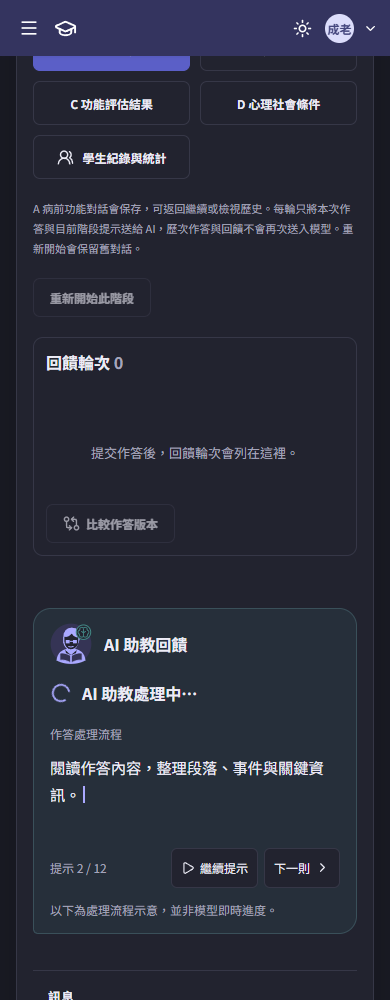 成老
C 功能評估結果
D 心理社會條件
學生紀錄與統計
A 病前功能對話會保存，可返回繼續或檢視歷史。每輪只將本次作
答與目前階段提示送給 AI，歷次作答與回饋不會再次送入模型。重
新開始會保留舊對話。
重新開始此階段
回饋輪次 0
提交作答後，回饋輪次會列在這裡。
比較作答版本
AI 助教回饋
AI 助教處理中…
作答處理流程
閱讀作答內容，整理段落、事件與關鍵資
訊。
提示 2 / 12
繼續提示
下一則
以下為處理流程示意，並非模型即時進度。
訊息